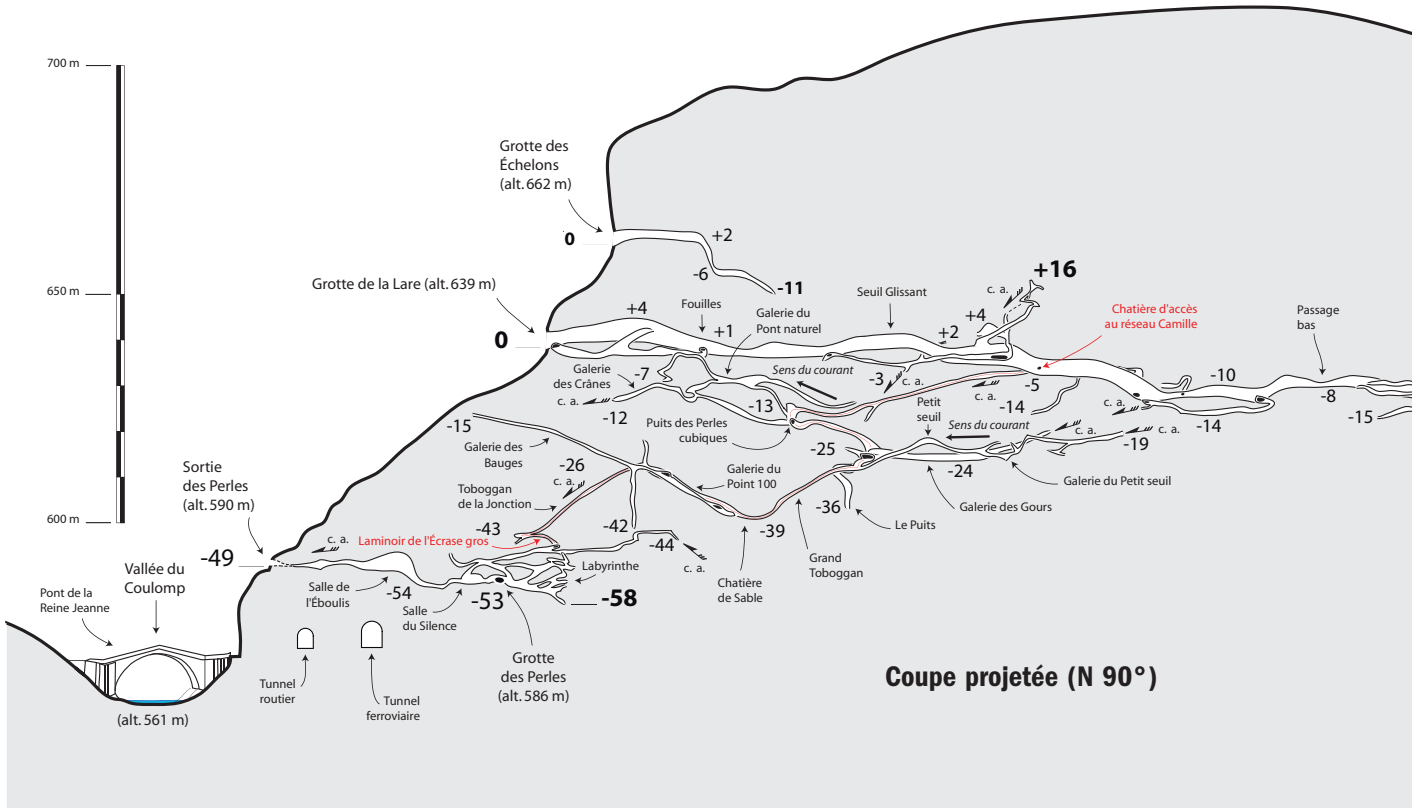 700 m
650 m
600 m
Grotte des
Échelons
(alt. 662 m)
0
+2
-6
-11
Grotte de la Lare (alt. 639 m)
0
+4
Fouilles
+1
Galerie du
Pont naturel
Seuil Glissant
+2
+4
c. a.
+16
Chatière d'accès
au réseau Camille
Passage
bas
Galerie
des Crânes
-7
Sens du courant
-3
c. a.
c. a.
-5
-10
-8
c. a.
-12
-13
-14
c. a.
-14
-15
Puits des Perles
cubiques
Petit
seuil
Sens du courant
c. a.
c. a.
-19
-15
Galerie des
Bauges
-25
-24
Galerie du Petit seuil
Galerie des Gours
-26
c. a.
Galerie du
Point 100
Toboggan
de la Jonction
-36
Le Puits
Sortie
des Perles
(alt. 590 m)
-43
-42
-39
Laminoir de l'Écrase gros
-44
c. a.
Grand
Toboggan
Chatière
de Sable
-49
c. a.
Labyrinthe
Vallée du
Coulomp
Pont de la
Reine Jeanne
Salle de
l'Éboulis
-54
Salle
du Silence
-53
-58
Grotte
des Perles
(alt. 586 m)
Tunnel
routier
Tunnel
ferroviaire
(alt. 561 m)
Coupe projetée (N 90°)